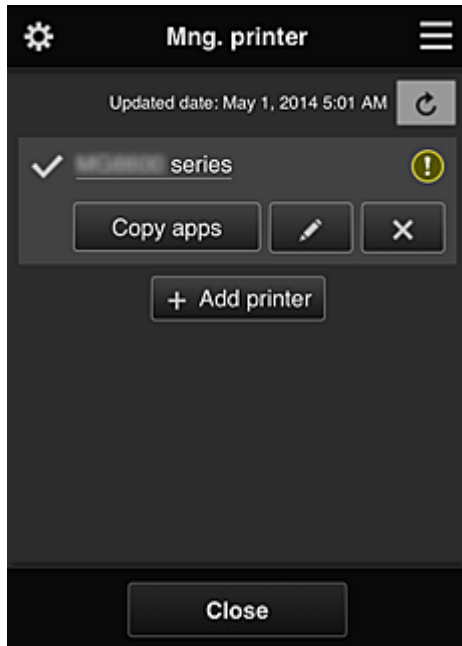 Mng. printer
Updated date: May 1, 2014 5:01 AM
series
Copy apps
+ Add printer
Close